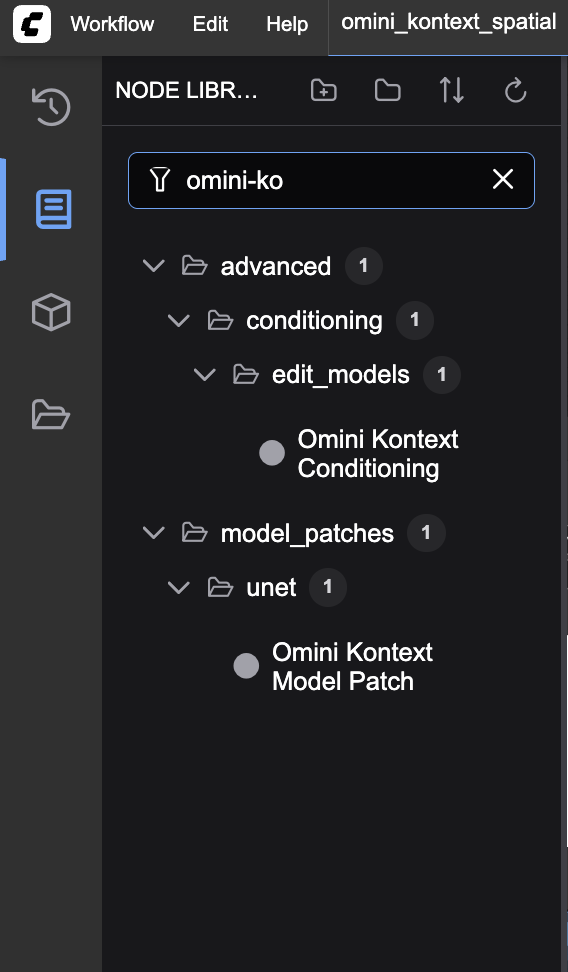 Workflow Edit Help omini_kontext_spatial
NODE LIBR...
omini-ko
advanced 1
conditioning 1
edit_models 1
Omini Kontext
Conditioning
model_patches 1
unet 1
Omini Kontext
Model Patch